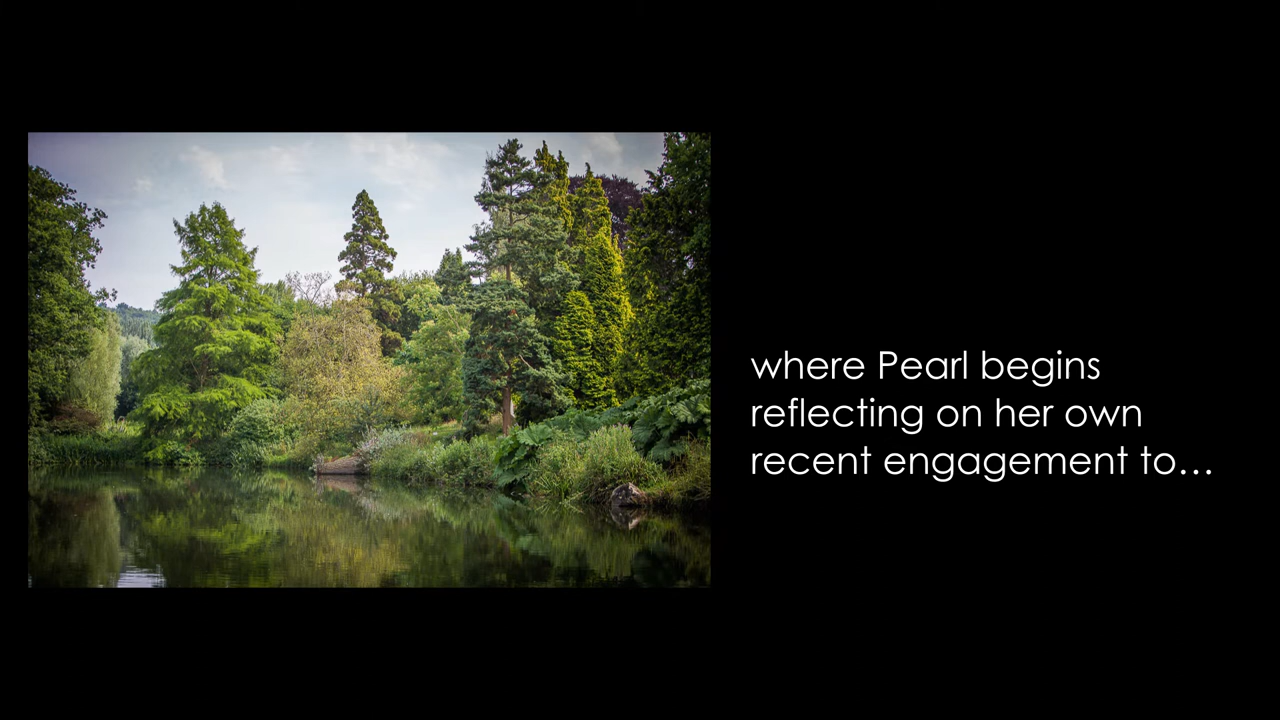 where Pearl begins
reflecting on her own
recent engagement to…